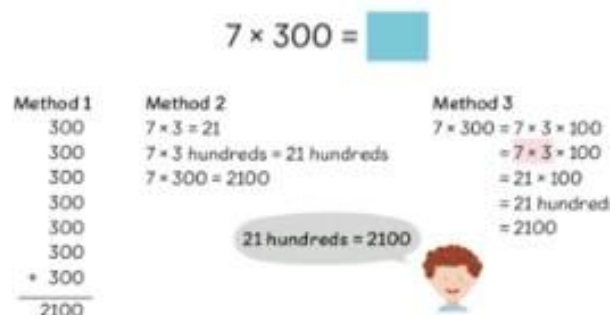 7 × 300 =
Method 1
300
300
300
300
300
300
+ 300
2100
Method 2
7 × 3 = 21
7 × 3 hundreds = 21 hundreds
7 × 300 = 2100
Method 3
7 × 300 = 7 × 3 × 100
= 7 × 3 × 100
= 21 × 100
= 21 hundred
= 2100
21 hundreds = 2100